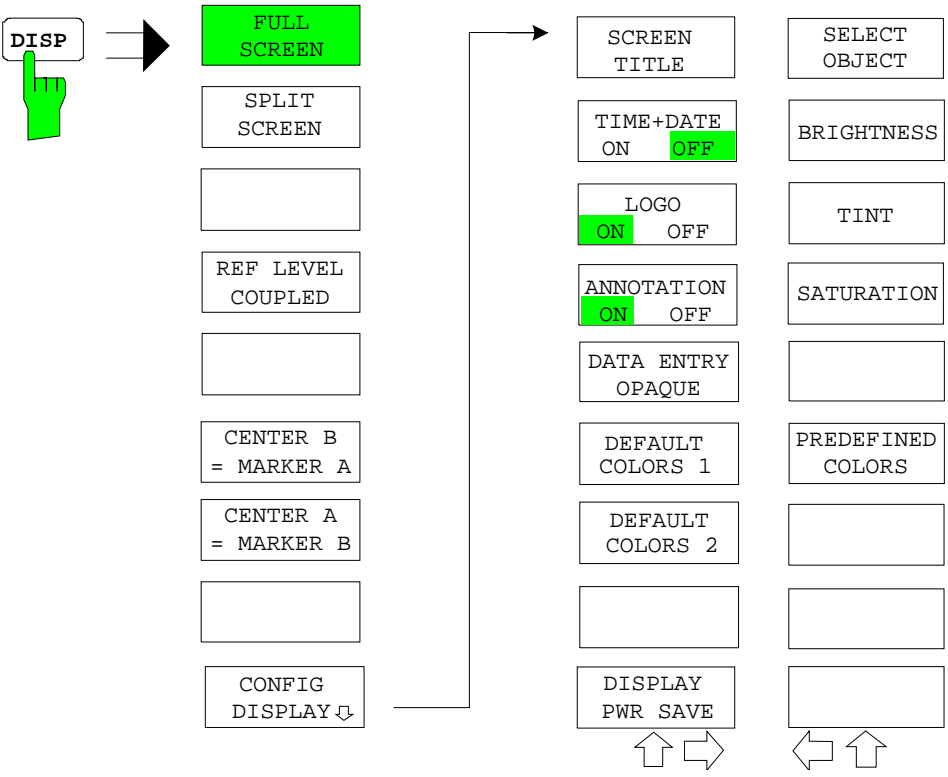 DISP
FULL
SCREEN
SPLIT
SCREEN
REF LEVEL
COUPLED
CENTER B
= MARKER A
CENTER A
= MARKER B
CONFIG
DISPLAY
SCREEN
TITLE
TIME+DATE
ON OFF
LOGO
ON OFF
ANNOTATION
ON OFF
DATA ENTRY
OPAQUE
DEFAULT
COLORS 1
DEFAULT
COLORS 2
DISPLAY
PWR SAVE
SELECT
OBJECT
BRIGHTNESS
TINT
SATURATION
PREDEFINED
COLORS